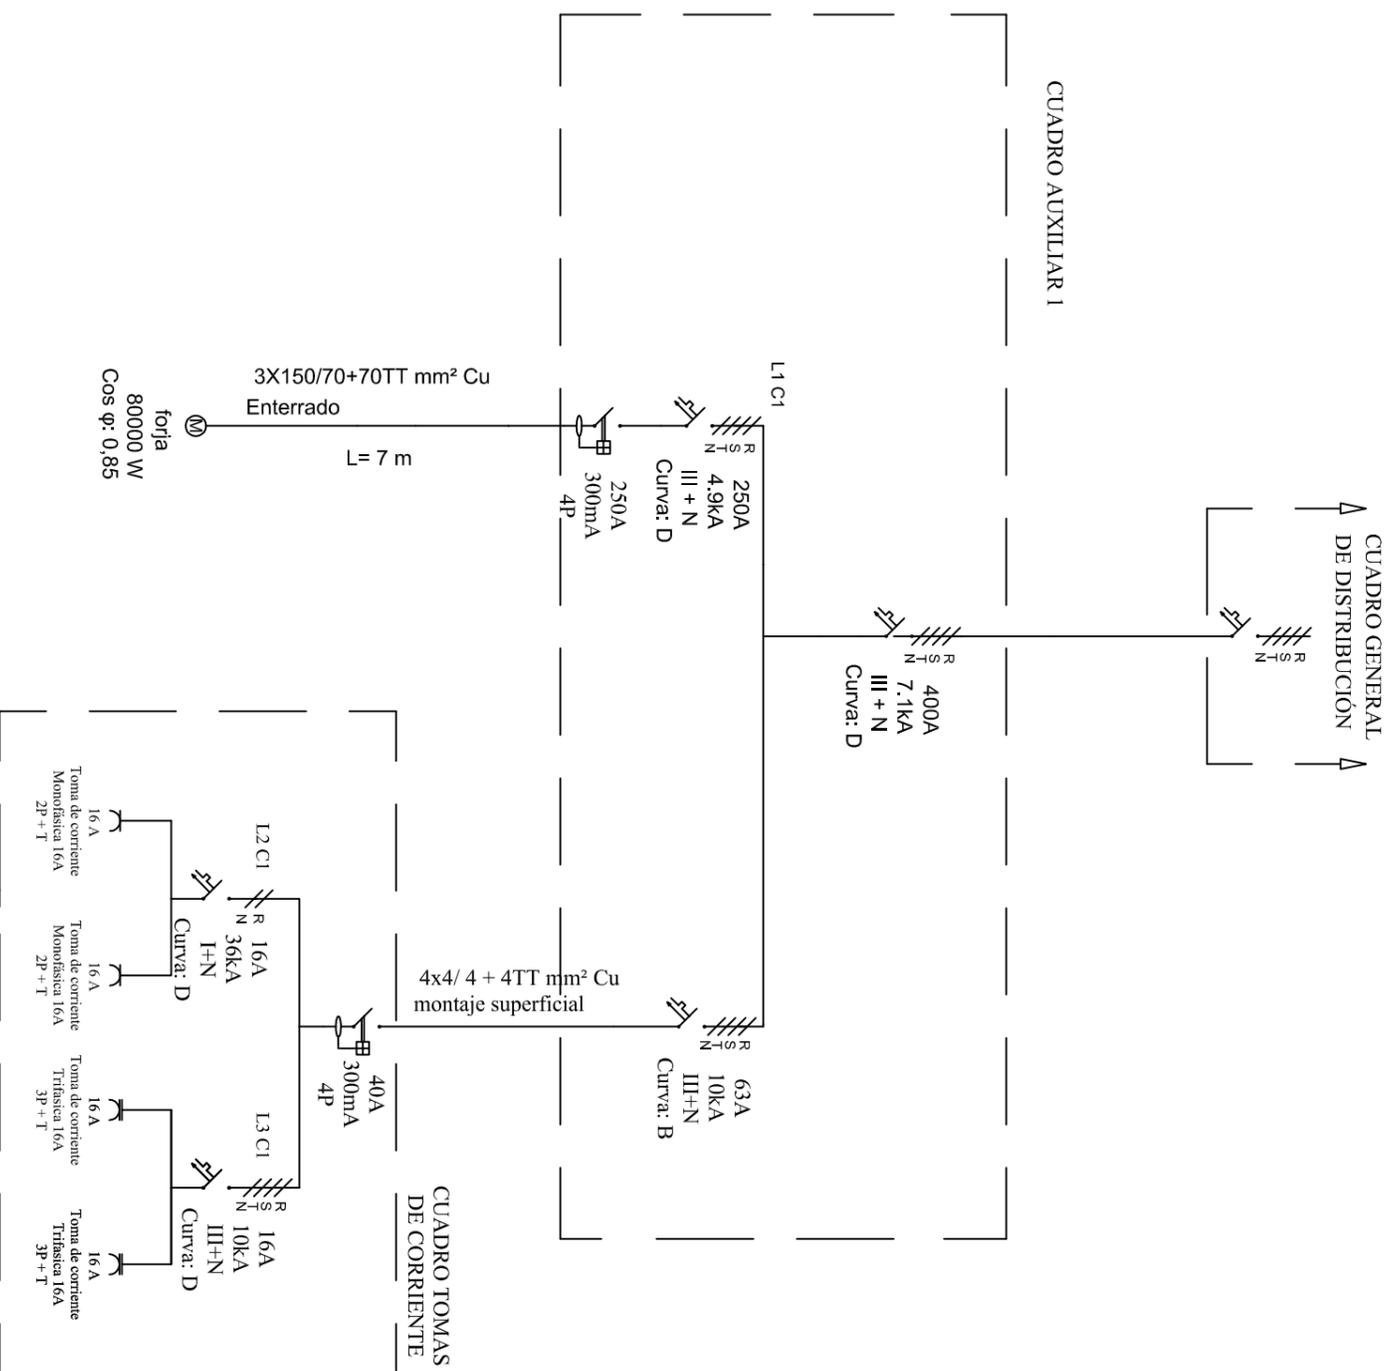 CUADRO GENERAL
DE DISTRIBUCIÓN
R
S
T
N
CUADRO AUXILIAR 1
R
S
T
N
400A
7.1kA
III + N
Curva: D
L1 C1
R
S
T
N
250A
4.9kA
III + N
Curva: D
250A
300mA
4P
3X150/70+70TT mm² Cu
Enterrado
L= 7 m
M
forja
80000 W
Cos φ: 0,85
R
S
T
N
63A
10kA
III+N
Curva: B
4x4/ 4 + 4TT mm² Cu
montaje superficial
CUADRO TOMAS
DE CORRIENTE
40A
300mA
4P
L2 C1
R
N
16A
36kA
I+N
Curva: D
L3 C1
R
S
T
N
16A
10kA
III+N
Curva: D
16 A
Toma de corriente
Monofásica 16A
2P + T
16 A
Toma de corriente
Monofásica 16A
2P + T
16 A
Toma de corriente
Trifasica 16A
3P + T
16 A
Toma de corriente
Trifasica 16A
3P + T